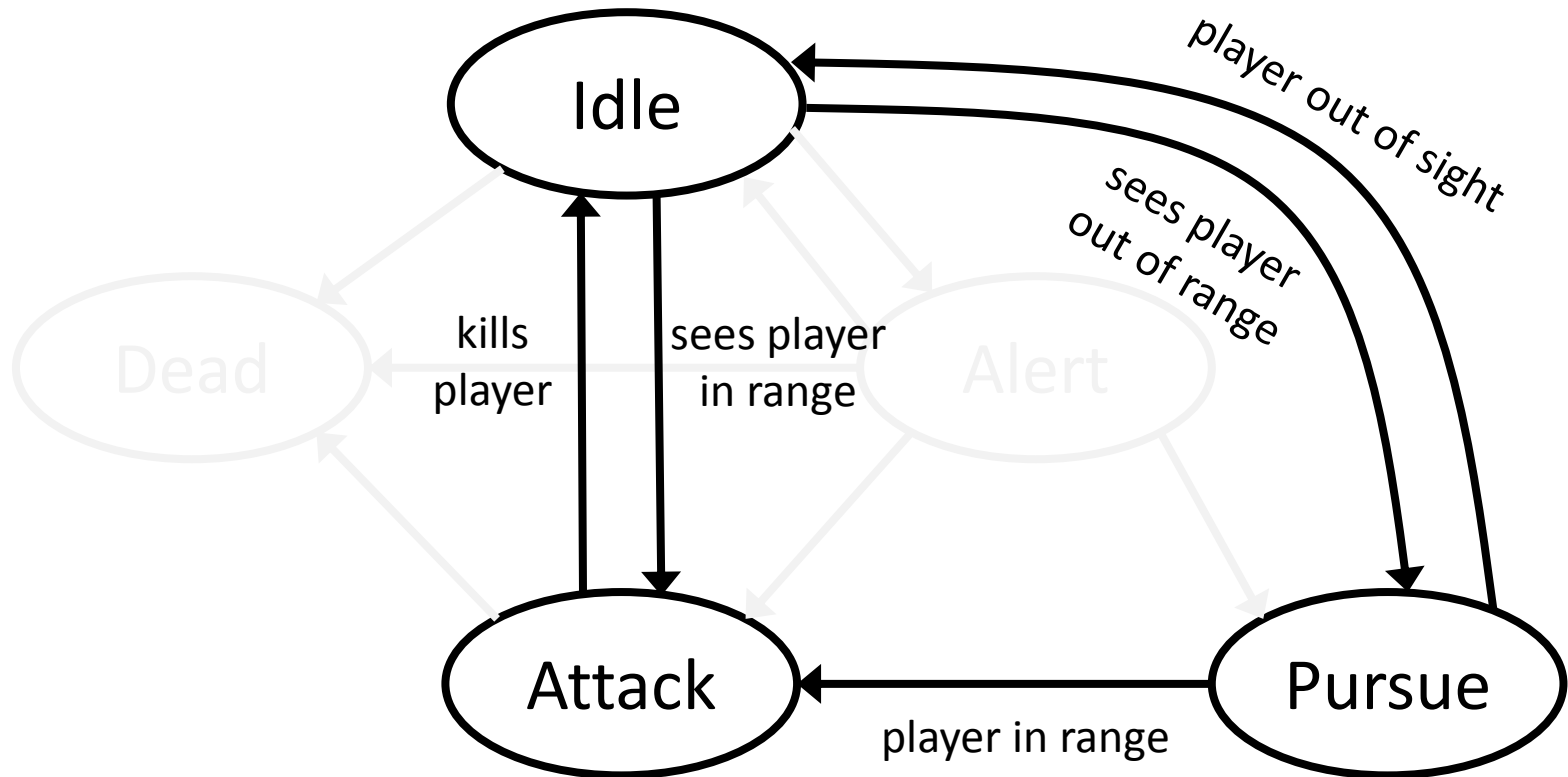 Idle
player out of sight
sees player
out of range
kills
player
sees player
in range
Dead
Alert
Attack
Pursue
player in range